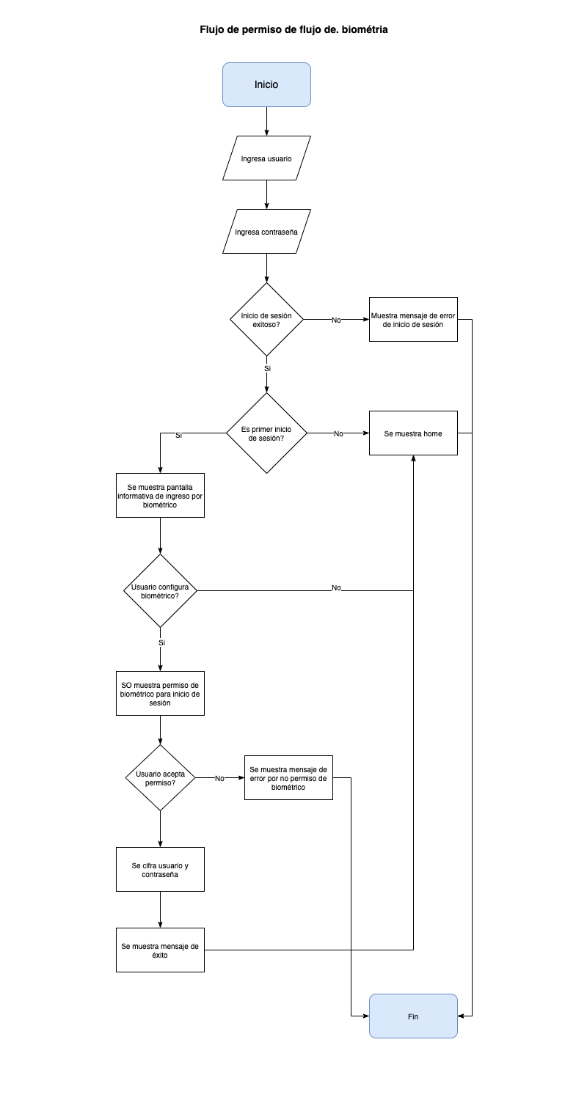 Flujo de permiso de flujo de. biométria
Inicio
Ingresa usuario
Ingresa contraseña
Inicio de sesión
exitoso?
No
Muestra mensaje de error
de inicio de sesión
Si
Es primer inicio
de sesión?
Si
No
Se muestra home
Se muestra pantalla
informativa de ingreso por
biométrico
Usuario configura
biométrico?
No
Si
SO muestra permiso de
biométrico para inicio de
sesión
Usuario acepta
permiso?
No
Se muestra mensaje de
error por no permiso de
biométrico
Se cifra usuario y
contraseña
Se muestra mensaje de
éxito
Fin